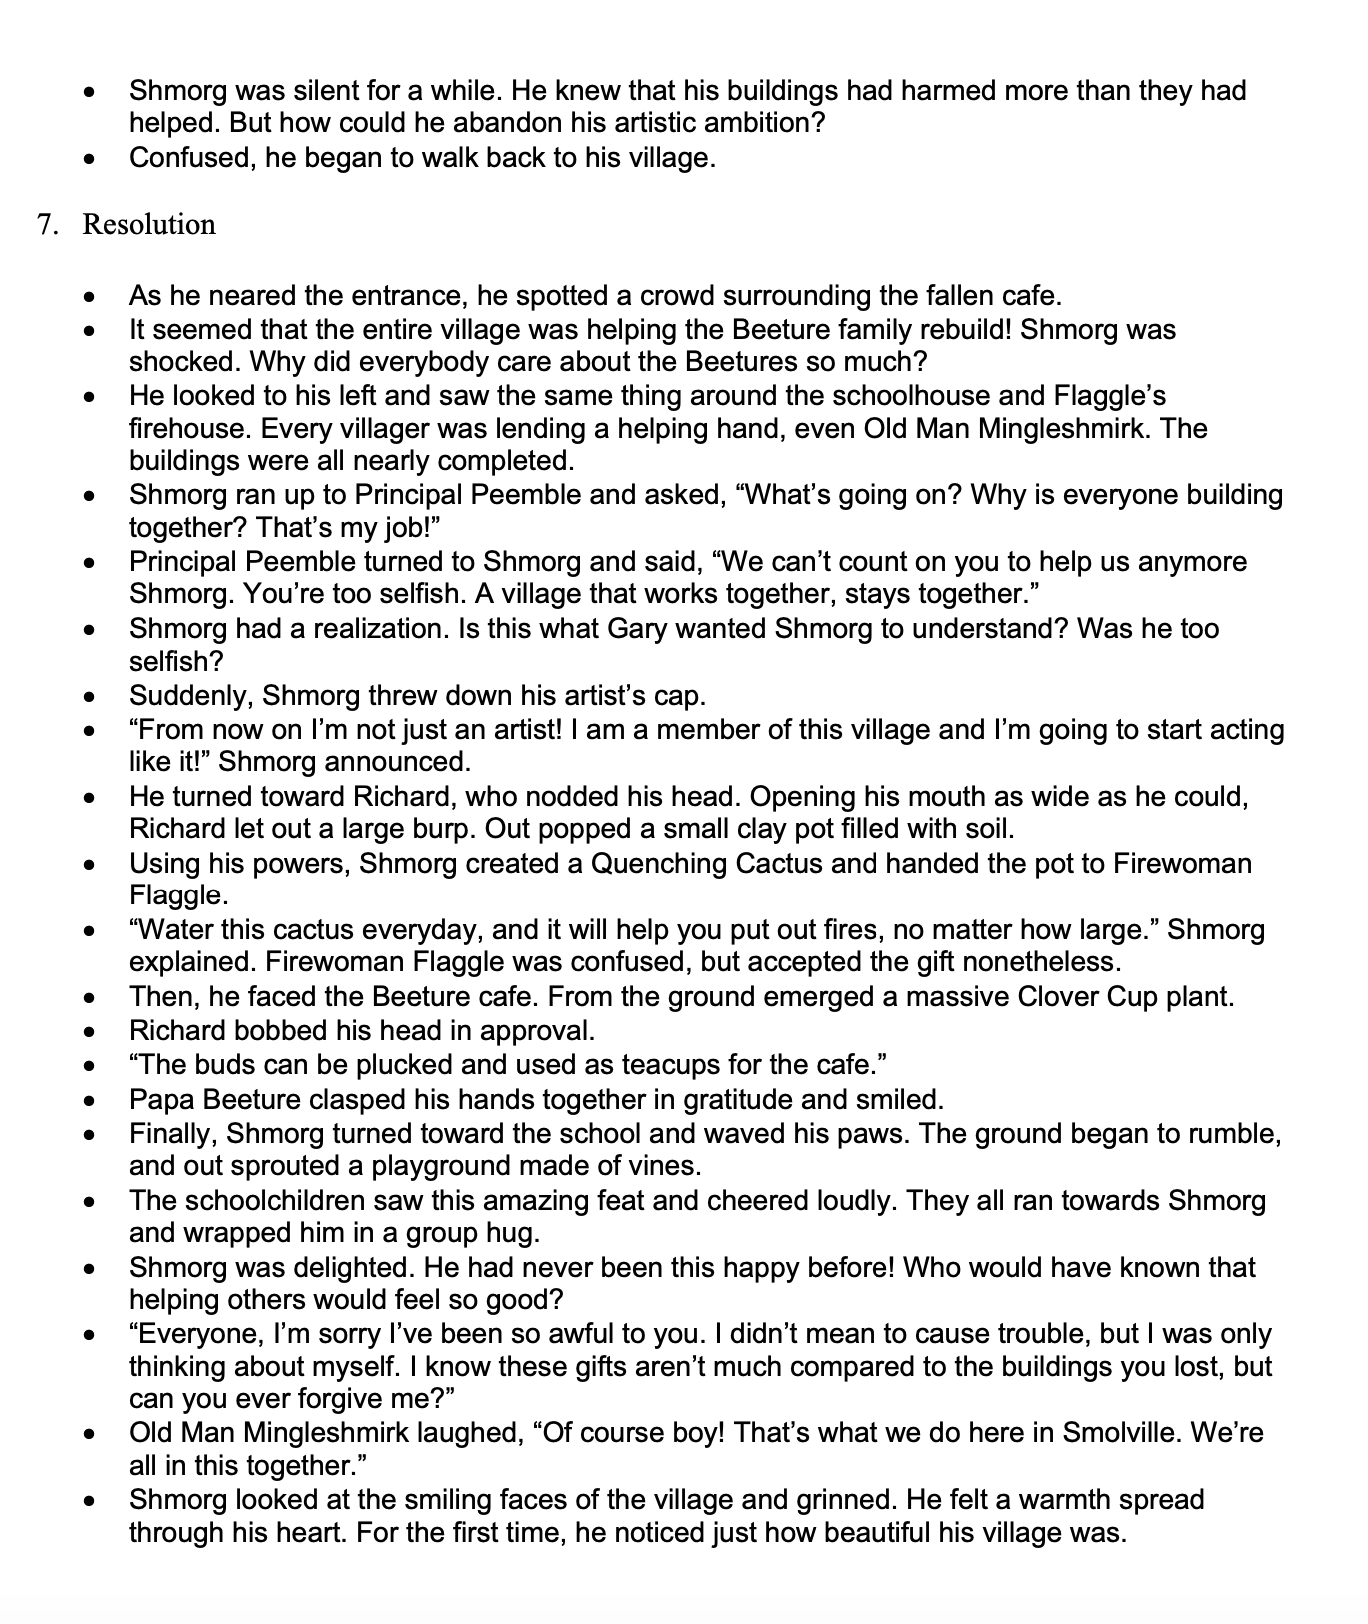 • Shmorg was silent for a while. He knew that his buildings had harmed more than they had
helped. But how could he abandon his artistic ambition?
• Confused, he began to walk back to his village.
7. Resolution
• As he neared the entrance, he spotted a crowd surrounding the fallen cafe.
• It seemed that the entire village was helping the Beeture family rebuild! Shmorg was
shocked. Why did everybody care about the Beetures so much?
• He looked to his left and saw the same thing around the schoolhouse and Flaggle’s
firehouse. Every villager was lending a helping hand, even Old Man Mingleshmirk. The
buildings were all nearly completed.
• Shmorg ran up to Principal Peemble and asked, “What’s going on? Why is everyone building
together? That’s my job!”
• Principal Peemble turned to Shmorg and said, “We can’t count on you to help us anymore
Shmorg. You’re too selfish. A village that works together, stays together.”
• Shmorg had a realization. Is this what Gary wanted Shmorg to understand? Was he too
selfish?
• Suddenly, Shmorg threw down his artist’s cap.
• “From now on I’m not just an artist! I am a member of this village and I’m going to start acting
like it!” Shmorg announced.
• He turned toward Richard, who nodded his head. Opening his mouth as wide as he could,
Richard let out a large burp. Out popped a small clay pot filled with soil.
• Using his powers, Shmorg created a Quenching Cactus and handed the pot to Firewoman
Flaggle.
• “Water this cactus everyday, and it will help you put out fires, no matter how large.” Shmorg
explained. Firewoman Flaggle was confused, but accepted the gift nonetheless.
• Then, he faced the Beeture cafe. From the ground emerged a massive Clover Cup plant.
• Richard bobbed his head in approval.
• “The buds can be plucked and used as teacups for the cafe.”
• Papa Beeture clasped his hands together in gratitude and smiled.
• Finally, Shmorg turned toward the school and waved his paws. The ground began to rumble,
and out sprouted a playground made of vines.
• The schoolchildren saw this amazing feat and cheered loudly. They all ran towards Shmorg
and wrapped him in a group hug.
• Shmorg was delighted. He had never been this happy before! Who would have known that
helping others would feel so good?
• “Everyone, I’m sorry I’ve been so awful to you. I didn’t mean to cause trouble, but I was only
thinking about myself. I know these gifts aren’t much compared to the buildings you lost, but
can you ever forgive me?”
• Old Man Mingleshmirk laughed, “Of course boy! That’s what we do here in Smolville. We’re
all in this together.”
• Shmorg looked at the smiling faces of the village and grinned. He felt a warmth spread
through his heart. For the first time, he noticed just how beautiful his village was.